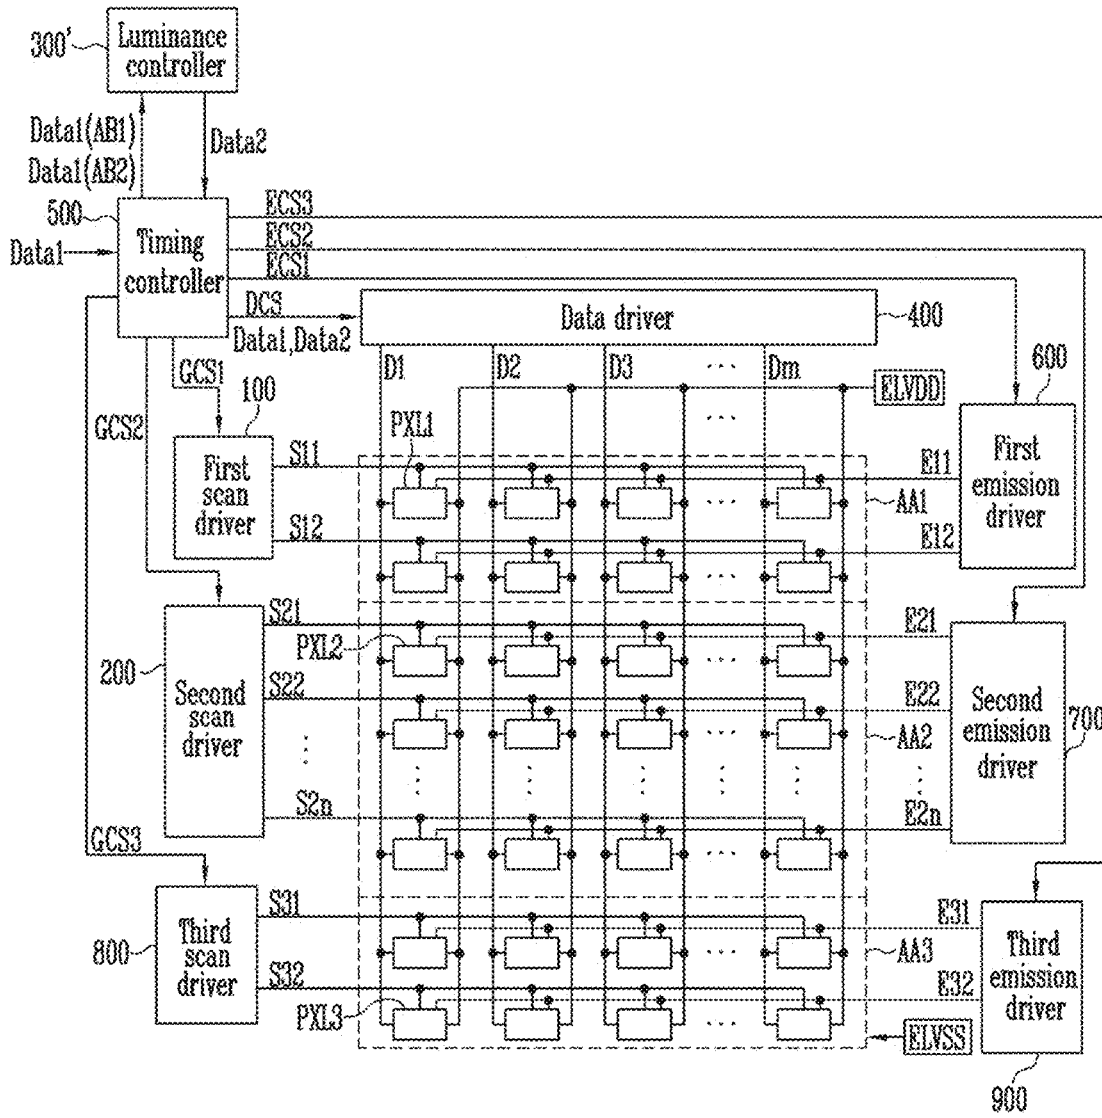 300'
Luminance
controller
Data1(AB1)
Data1(AB2)
Data2
500
Data1
Timing
controller
ECS3
ECS2
ECS1
DCS
Data1,Data2
Data driver
400
GCS1
GCS2
GCS3
D1
D2
D3
...
Dm
ELVDD
100
First
scan
driver
S11
S12
PXL1
E11
E12
AA1
600
First
emission
driver
200
Second
scan
driver
S21
S22
S2n
PXL2
E21
E22
E2n
AA2
Second
emission
driver
700
800
Third
scan
driver
S31
S32
PXL3
E31
E32
AA3
ELVSS
Third
emission
driver
900